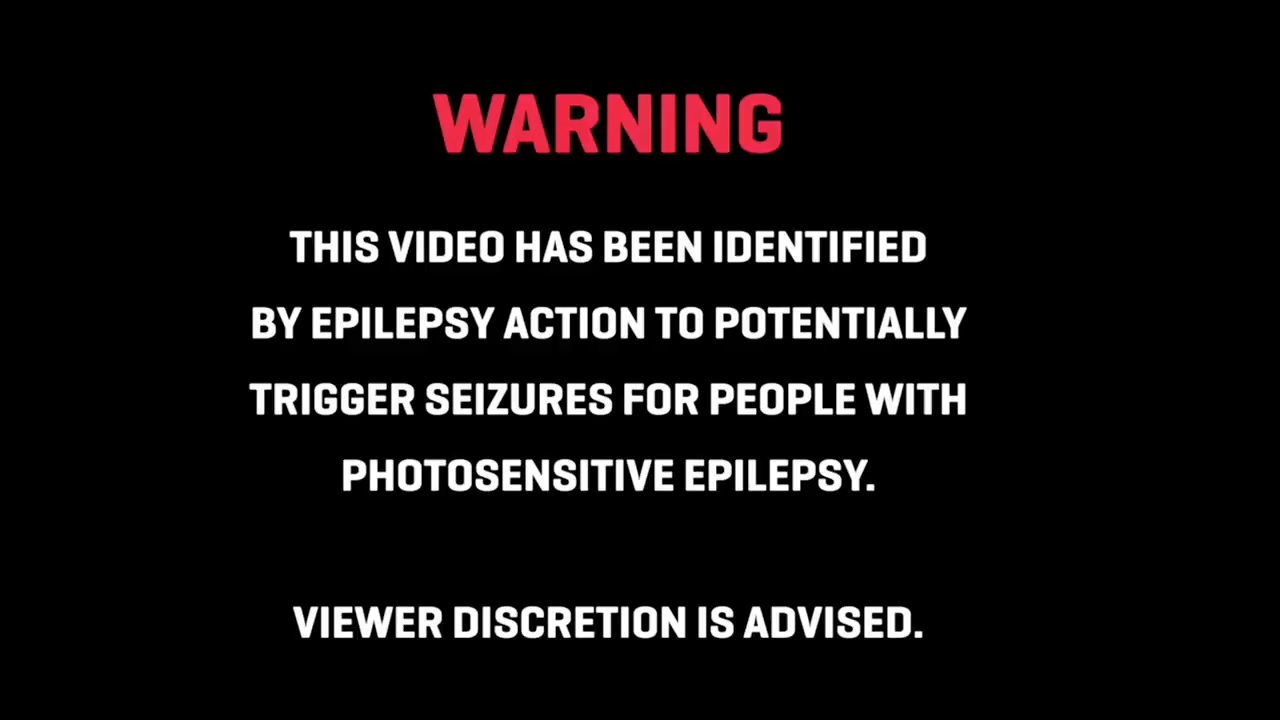 WARNING
THIS VIDEO HAS BEEN IDENTIFIED
BY EPILEPSY ACTION TO POTENTIALLY
TRIGGER SEIZURES FOR PEOPLE WITH
PHOTOSENSITIVE EPILEPSY.
VIEWER DISCRETION IS ADVISED.